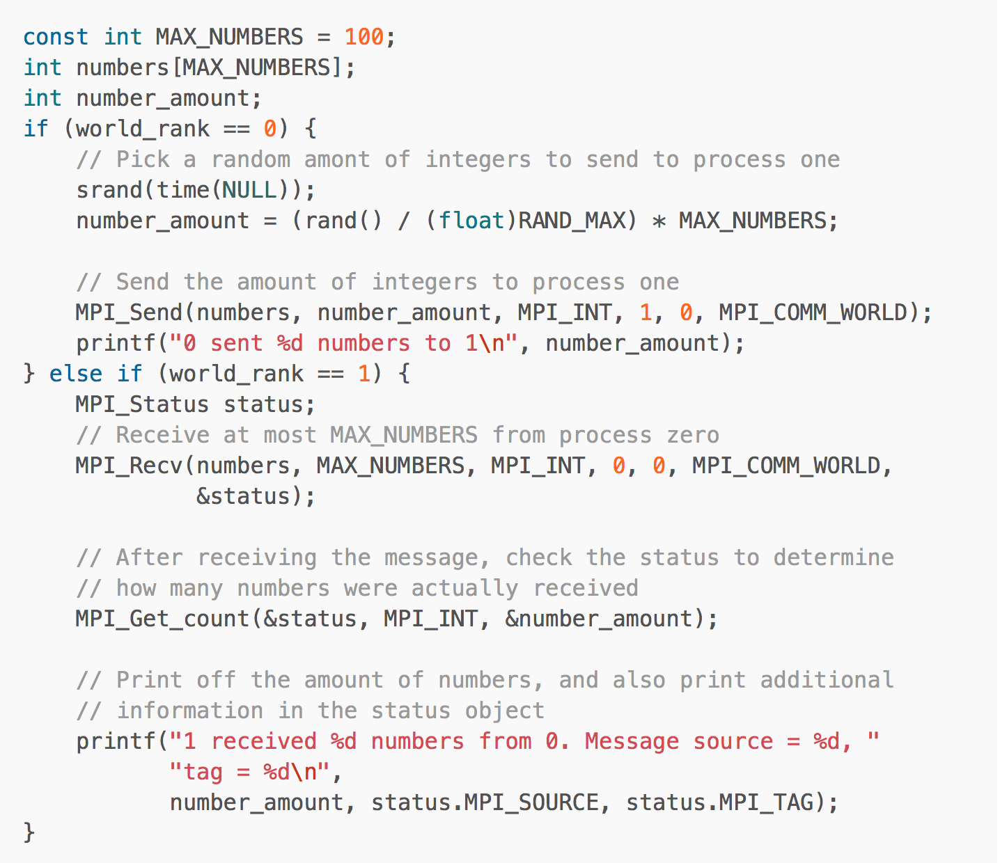 const int MAX_NUMBERS = 100;
int numbers[MAX_NUMBERS];
int number_amount;
if (world_rank == 0) {
    // Pick a random amont of integers to send to process one
    srand(time(NULL));
    number_amount = (rand() / (float)RAND_MAX) * MAX_NUMBERS;

    // Send the amount of integers to process one
    MPI_Send(numbers, number_amount, MPI_INT, 1, 0, MPI_COMM_WORLD);
    printf("0 sent %d numbers to 1\n", number_amount);
} else if (world_rank == 1) {
    MPI_Status status;
    // Receive at most MAX_NUMBERS from process zero
    MPI_Recv(numbers, MAX_NUMBERS, MPI_INT, 0, 0, MPI_COMM_WORLD,
             &status);

    // After receiving the message, check the status to determine
    // how many numbers were actually received
    MPI_Get_count(&status, MPI_INT, &number_amount);

    // Print off the amount of numbers, and also print additional
    // information in the status object
    printf("1 received %d numbers from 0. Message source = %d, "
           "tag = %d\n",
           number_amount, status.MPI_SOURCE, status.MPI_TAG);
}